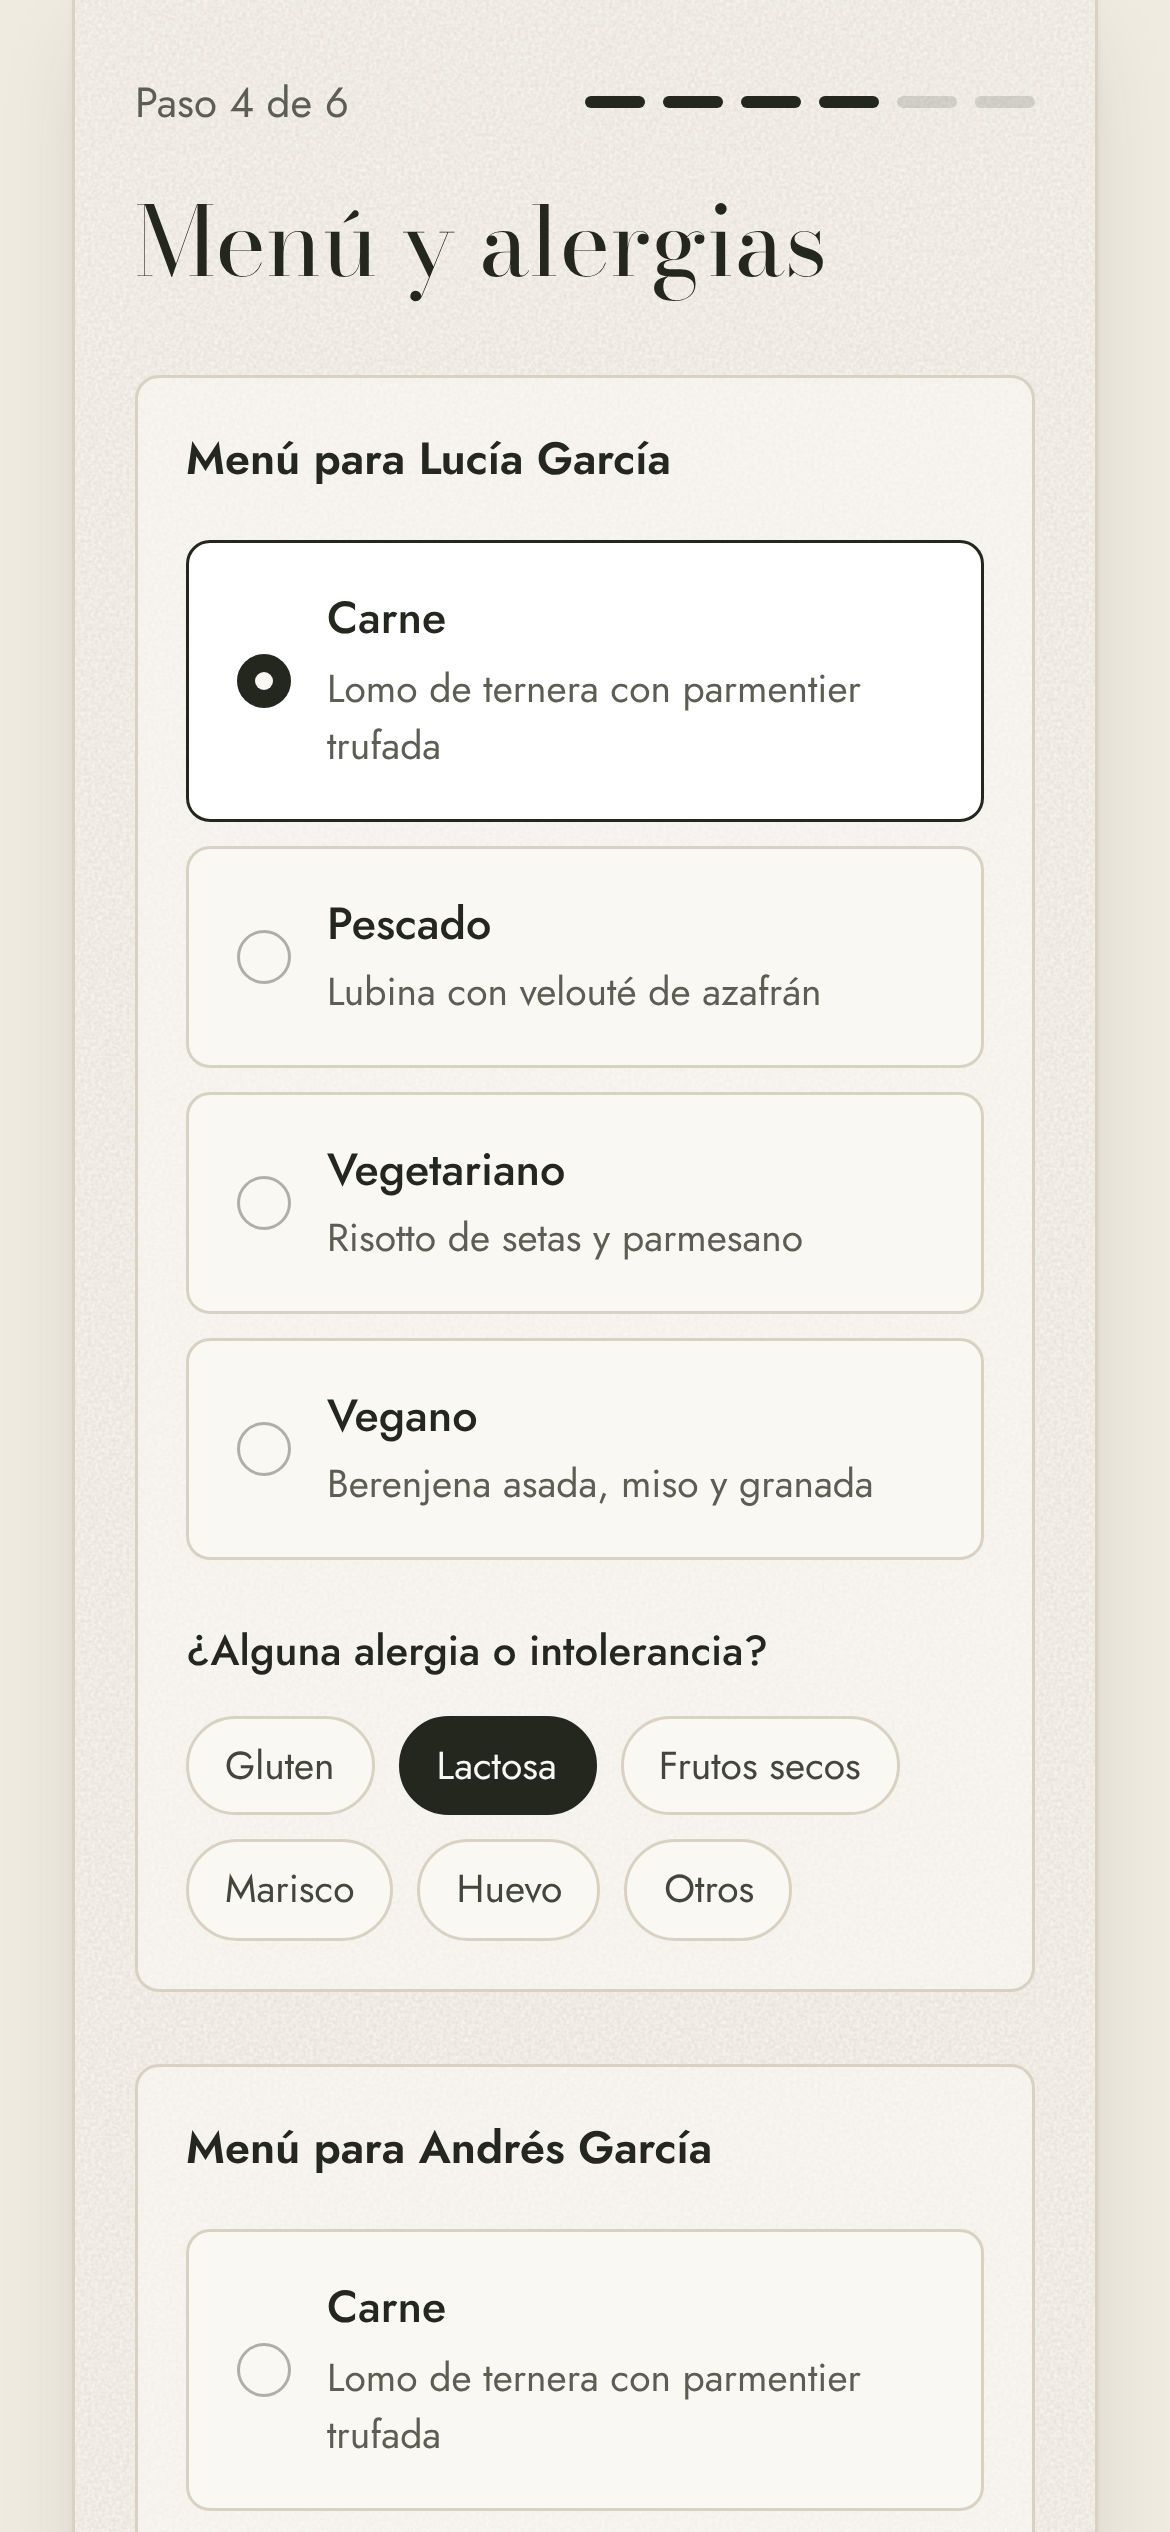 Paso 4 de 6
Menú y alergias
Menú para Lucía García
Carne
Lomo de ternera con parmentier
trufada
Pescado
Lubina con velouté de azafrán
Vegetariano
Risotto de setas y parmesano
Vegano
Berenjena asada, miso y granada
¿Alguna alergia o intolerancia?
Gluten Lactosa Frutos secos
Marisco Huevo Otros
Menú para Andrés García
Carne
Lomo de ternera con parmentier
trufada